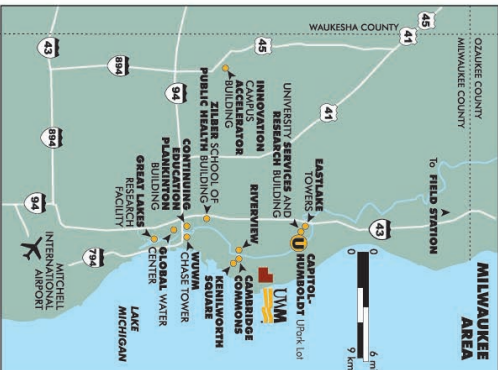 MILWAUKEE
AREA
WAUKESHA COUNTY
OZAUKEE COUNTY
MILWAUKEE COUNTY
45
41
45
41
43
To FIELD STATION
0
6 m
9 km
INNOVATION
CAMPUS
ACCELERATOR
BUILDING
UNIVERSITY SERVICES AND
RESEARCH BUILDING
EASTLAKE
TOWERS
U
CAPITOL-
HUMBOLDT UPark Lot
UWM
ZILBER SCHOOL OF
PUBLIC HEALTH BUILDING
RIVERVIEW
CAMBRIDGE
COMMONS
KENILWORTH
SQUARE
CONTINUING
EDUCATION
PLANKINTON
BUILDING
WUWM
CHASE TOWER
GLOBAL WATER
CENTER
GREAT LAKES
RESEARCH
FACILITY
43
894
94
894
94
794
MITCHELL
INTERNATIONAL
AIRPORT
LAKE
MICHIGAN